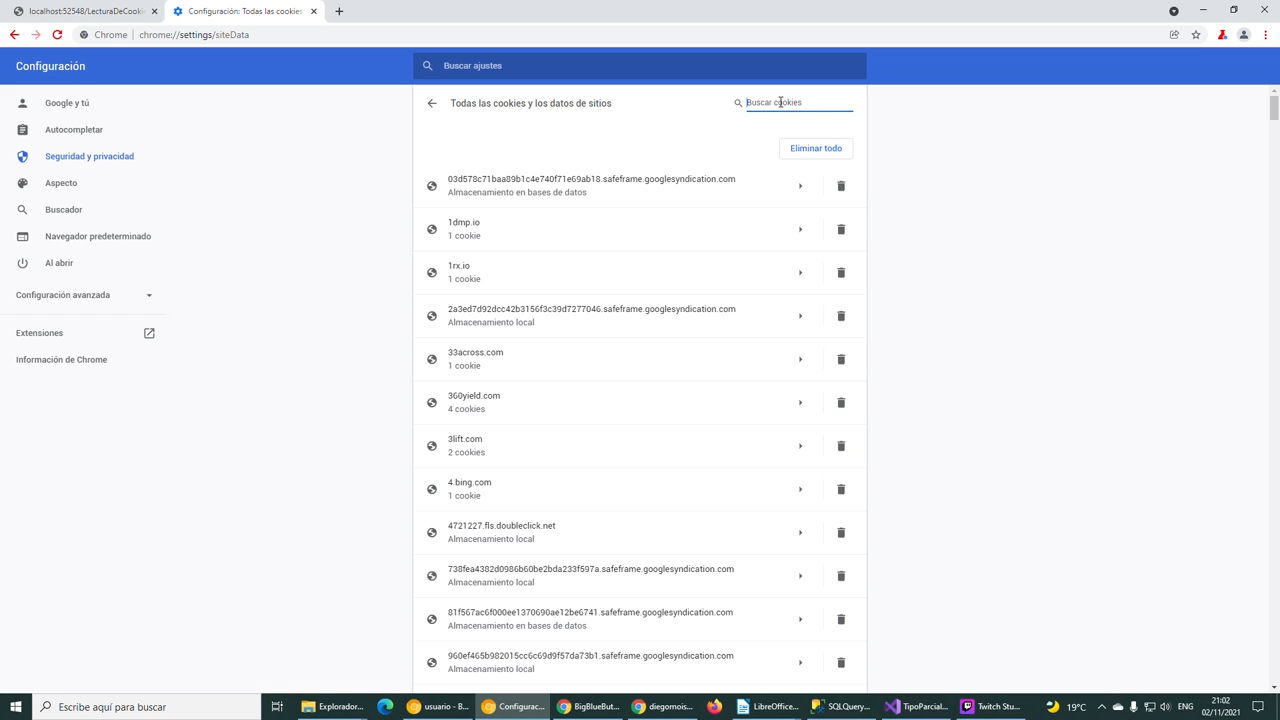 localhost:52548/LecturaDeCookie
Configuración: Todas las cookies
Chrome
chrome://settings/siteData
Configuración
Buscar ajustes
Google y tú
Autocompletar
Seguridad y privacidad
Aspecto
Buscador
Navegador predeterminado
Al abrir
Configuración avanzada
Extensiones
Información de Chrome
Todas las cookies y los datos de sitios
Buscar cookies
Eliminar todo
03d578c71baa89b1c4e740f71e69ab18.safeframe.googlesyndication.com
Almacenamiento en bases de datos
1dmp.io
1 cookie
1rx.io
1 cookie
2a3ed7d92dcc42b3156f3c39d7277046.safeframe.googlesyndication.com
Almacenamiento local
33across.com
1 cookie
360yield.com
4 cookies
3lift.com
2 cookies
4.bing.com
1 cookie
4721227.fls.doubleclick.net
Almacenamiento local
738fea4382d0986b60be2bda233f597a.safeframe.googlesyndication.com
Almacenamiento local
81f567ac6f000ee1370690ae12be6741.safeframe.googlesyndication.com
Almacenamiento en bases de datos
960ef465b982015cc6c69d9f57da73b1.safeframe.googlesyndication.com
Almacenamiento local
Escribe aquí para buscar
Explorador...
usuario - B...
Configurac...
BigBlueBut...
diegomois...
LibreOffice...
SQLQuery...
TipoParcial...
Twitch Stu...
19°C
21:02
02/11/2021